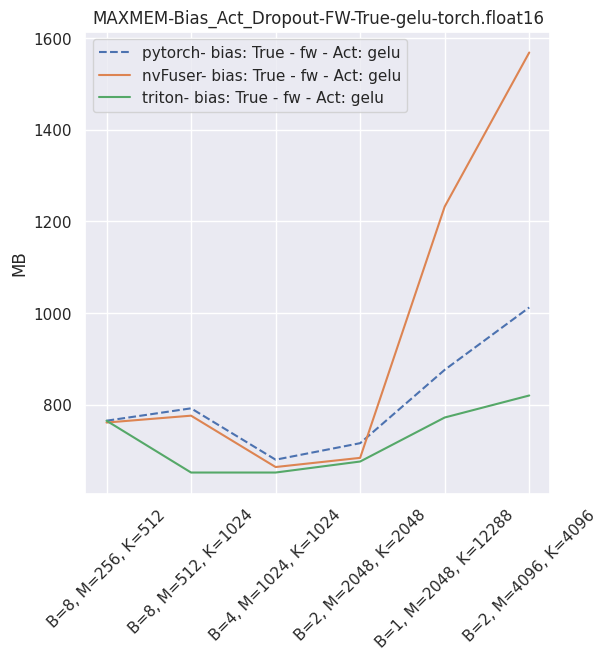 MAXMEM-Bias_Act_Dropout-FW-True-gelu-torch.float16
pytorch- bias: True - fw - Act: gelu
nvFuser- bias: True - fw - Act: gelu
triton- bias: True - fw - Act: gelu
MB
1600
1400
1200
1000
800
B=8, M=256, K=512
B=8, M=512, K=1024
B=4, M=1024, K=1024
B=2, M=2048, K=2048
B=1, M=2048, K=12288
B=2, M=4096, K=4096